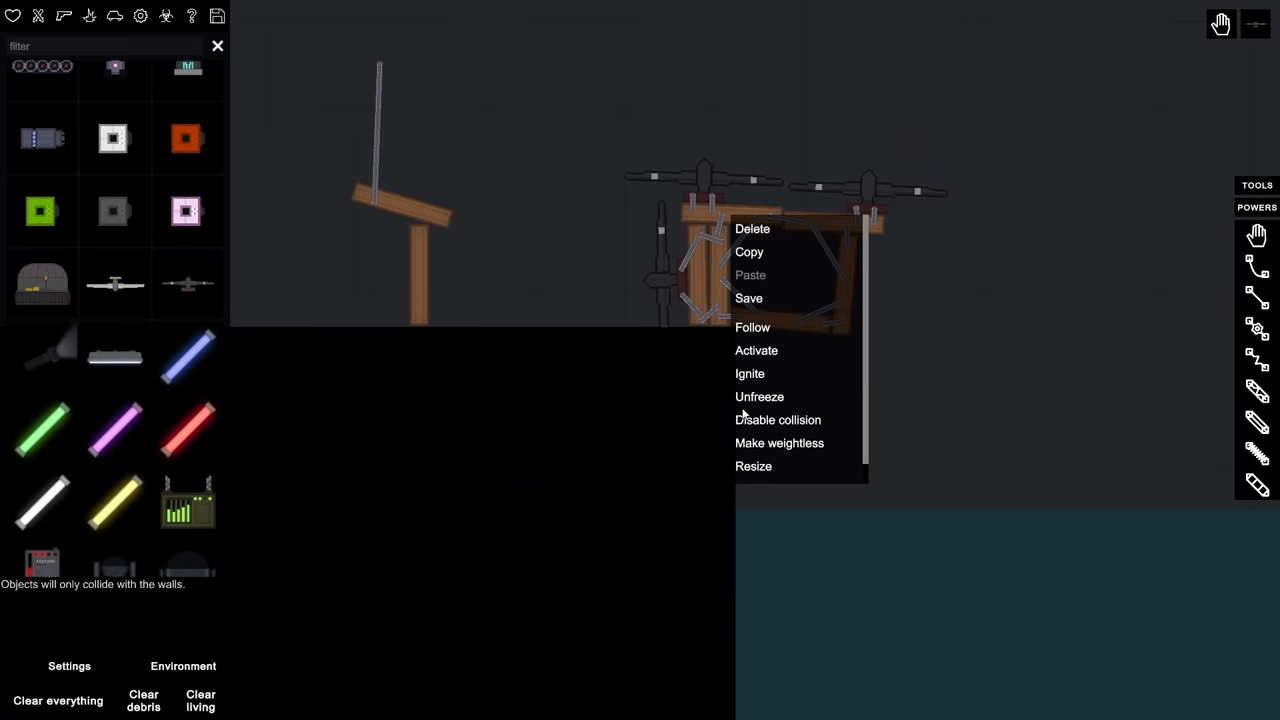 filter
TOOLS
POWERS
Delete
Copy
Paste
Save
Follow
Activate
Ignite
Unfreeze
Disable collision
Make weightless
Resize
Objects will only collide with the walls.
Settings
Environment
Clear everything
Clear
debris
Clear
living